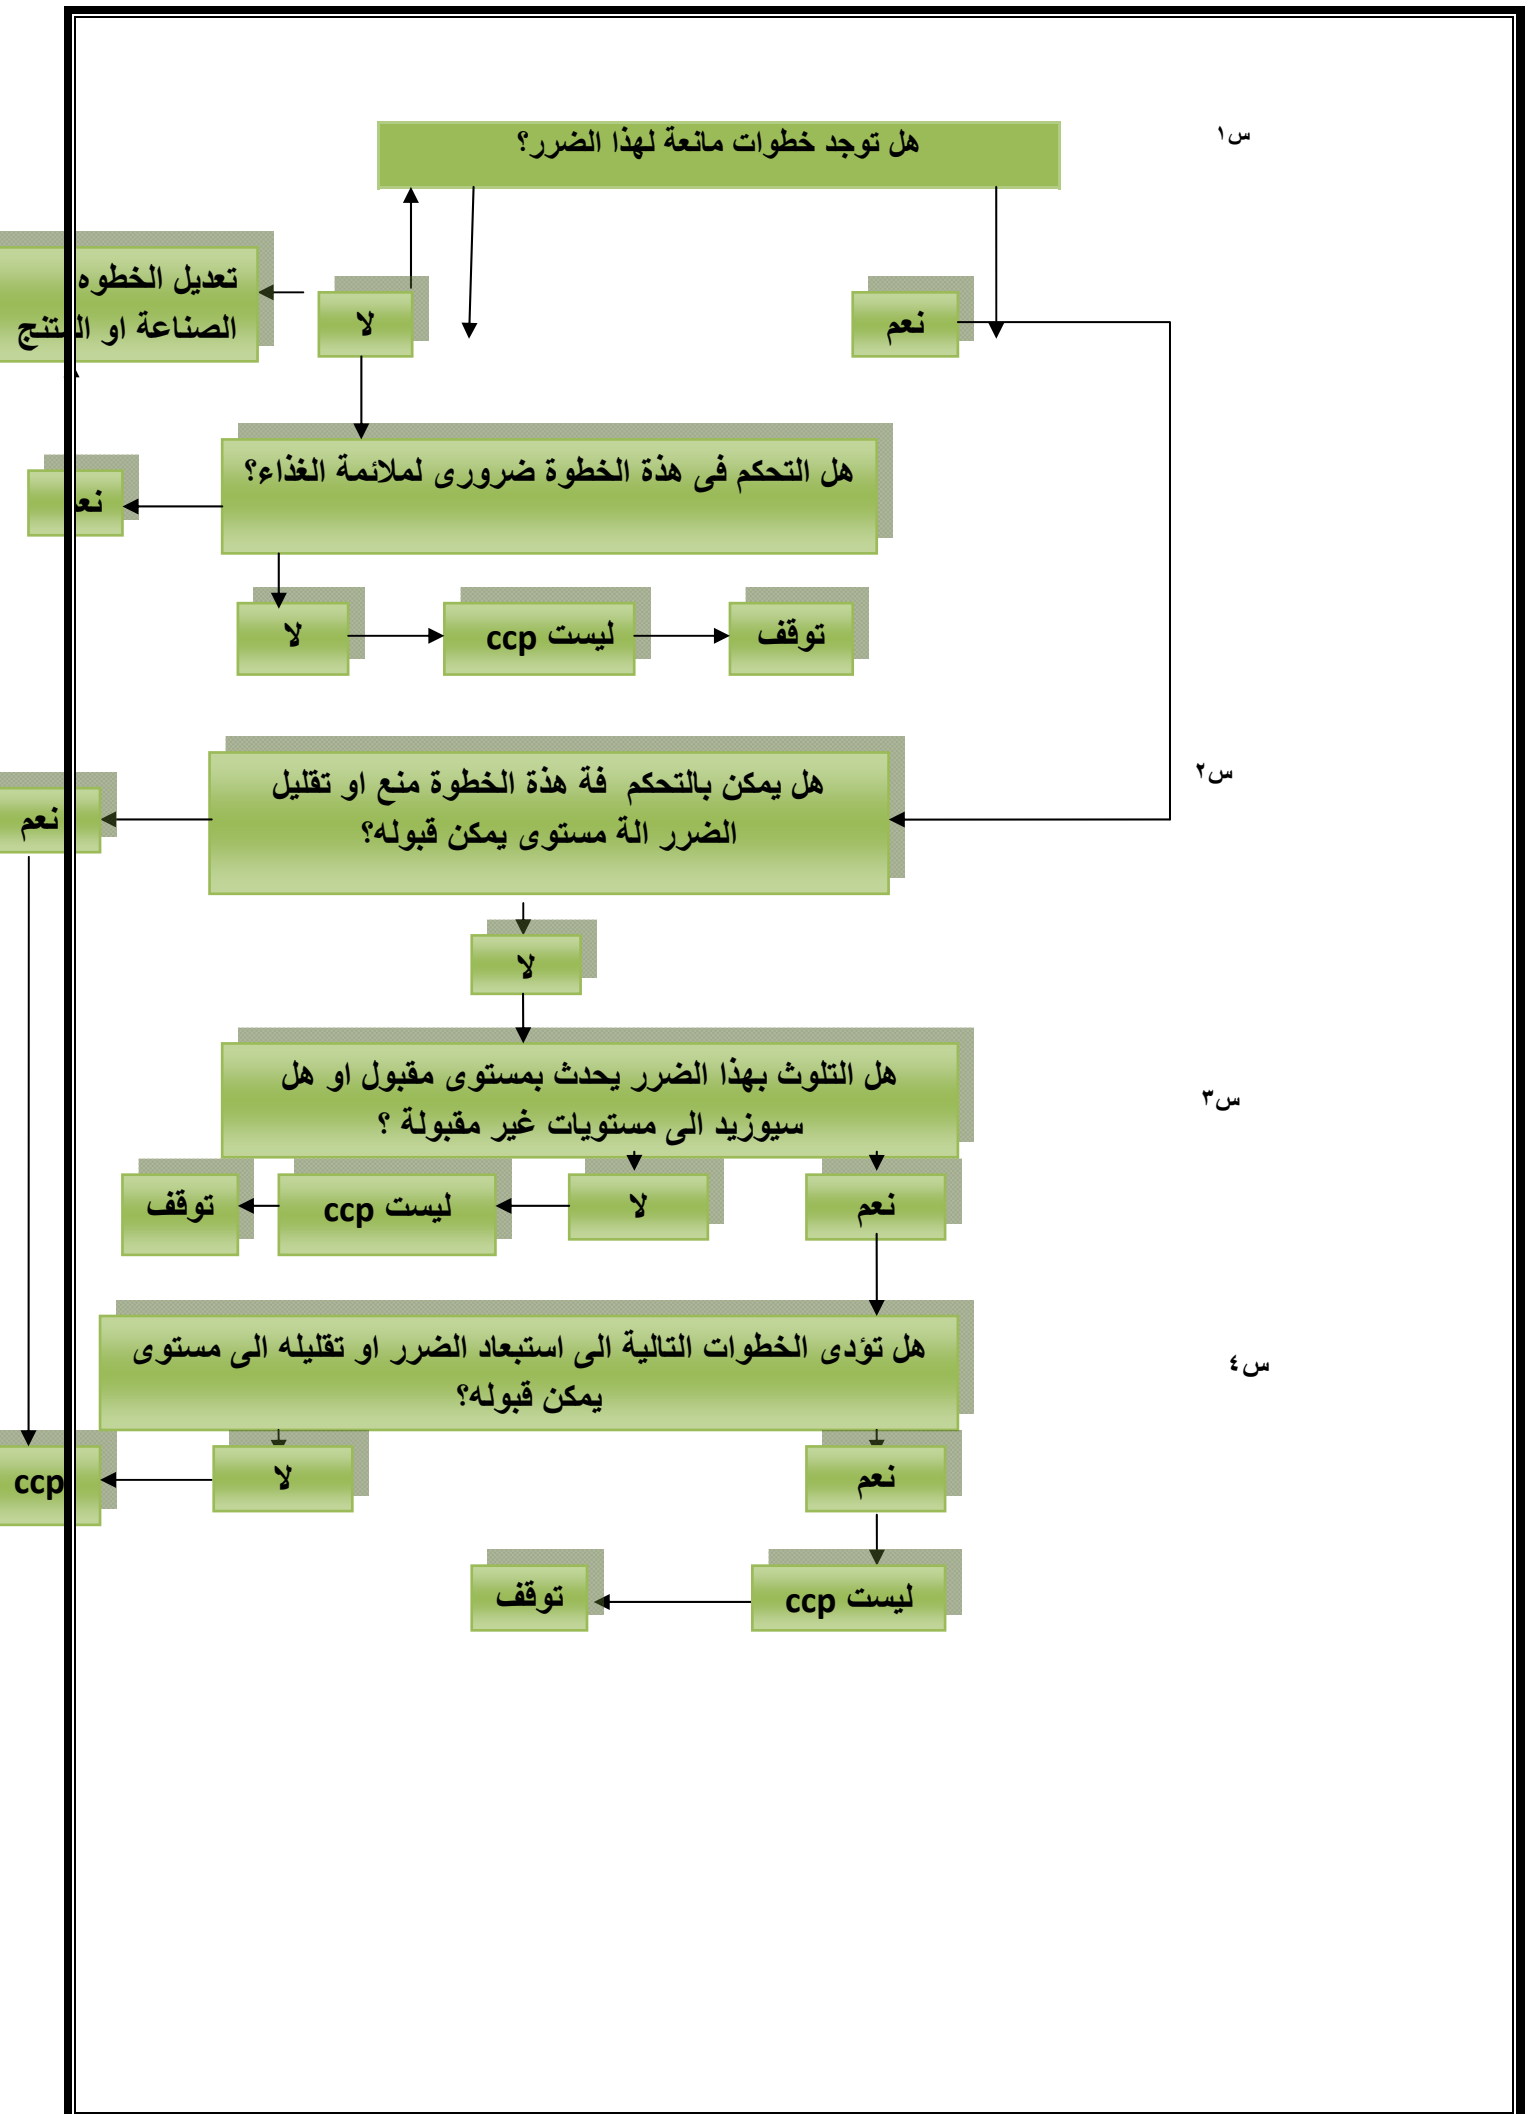 س١
هل توجد خطوات مانعة لهذا الضرر؟
نعم
لا
تعديل الخطوه
الصناعة او المتنج
هل التحكم فى هذة الخطوة ضرورى لملائمة الغذاء؟
نعم
لا
ليست ccp
توقف
س٢
هل يمكن بالتحكم فة هذة الخطوة منع او تقليل
الضرر الة مستوى يمكن قبوله؟
نعم
لا
س٣
هل التلوث بهذا الضرر يحدث بمستوى مقبول او هل
سيوزيد الى مستويات غير مقبولة ؟
نعم
لا
ليست ccp
توقف
س٤
هل تؤدى الخطوات التالية الى استبعاد الضرر او تقليله الى مستوى
يمكن قبوله؟
نعم
لا
ccp
ليست ccp
توقف